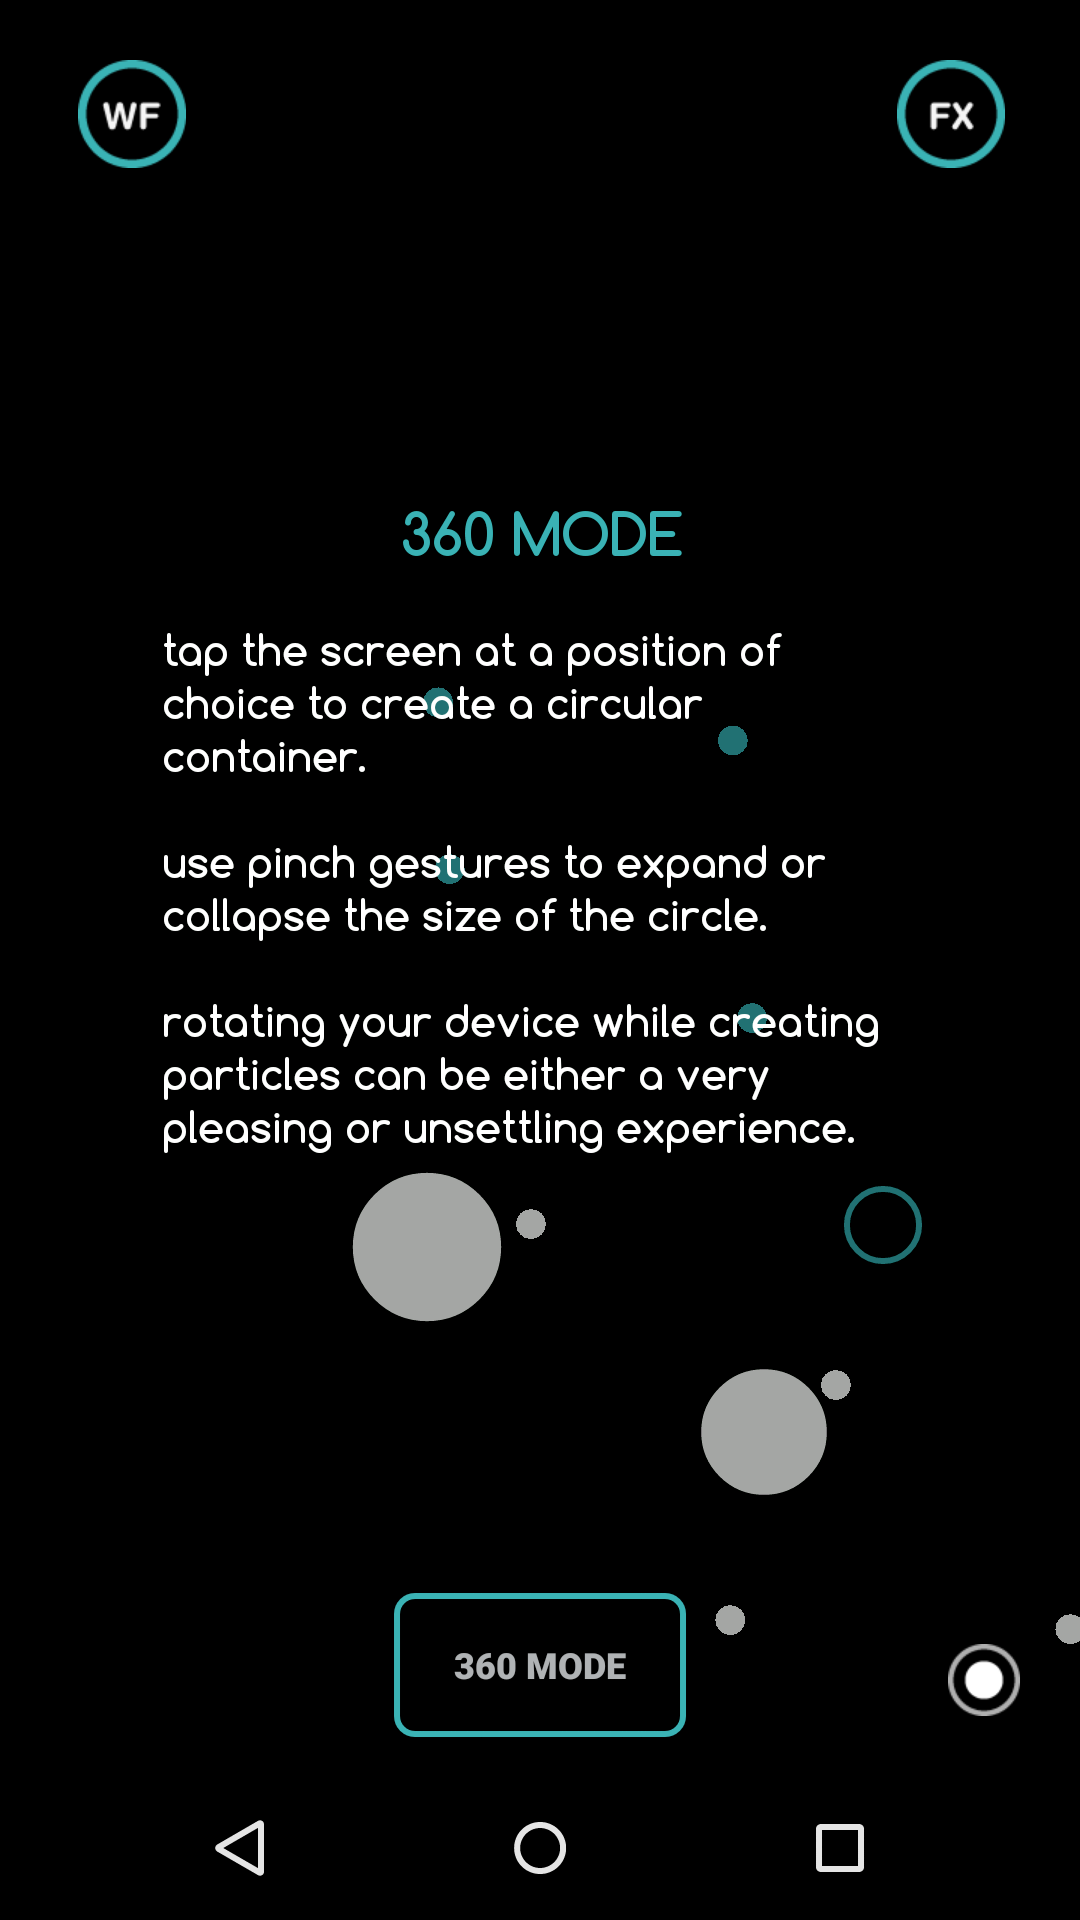 WF
FX
360 MODE
tap the screen at a position of
choice to create a circular
container.
use pinch gestures to expand or
collapse the size of the circle.
rotating your device while creating
particles can be either a very
pleasing or unsettling experience.
360 MODE